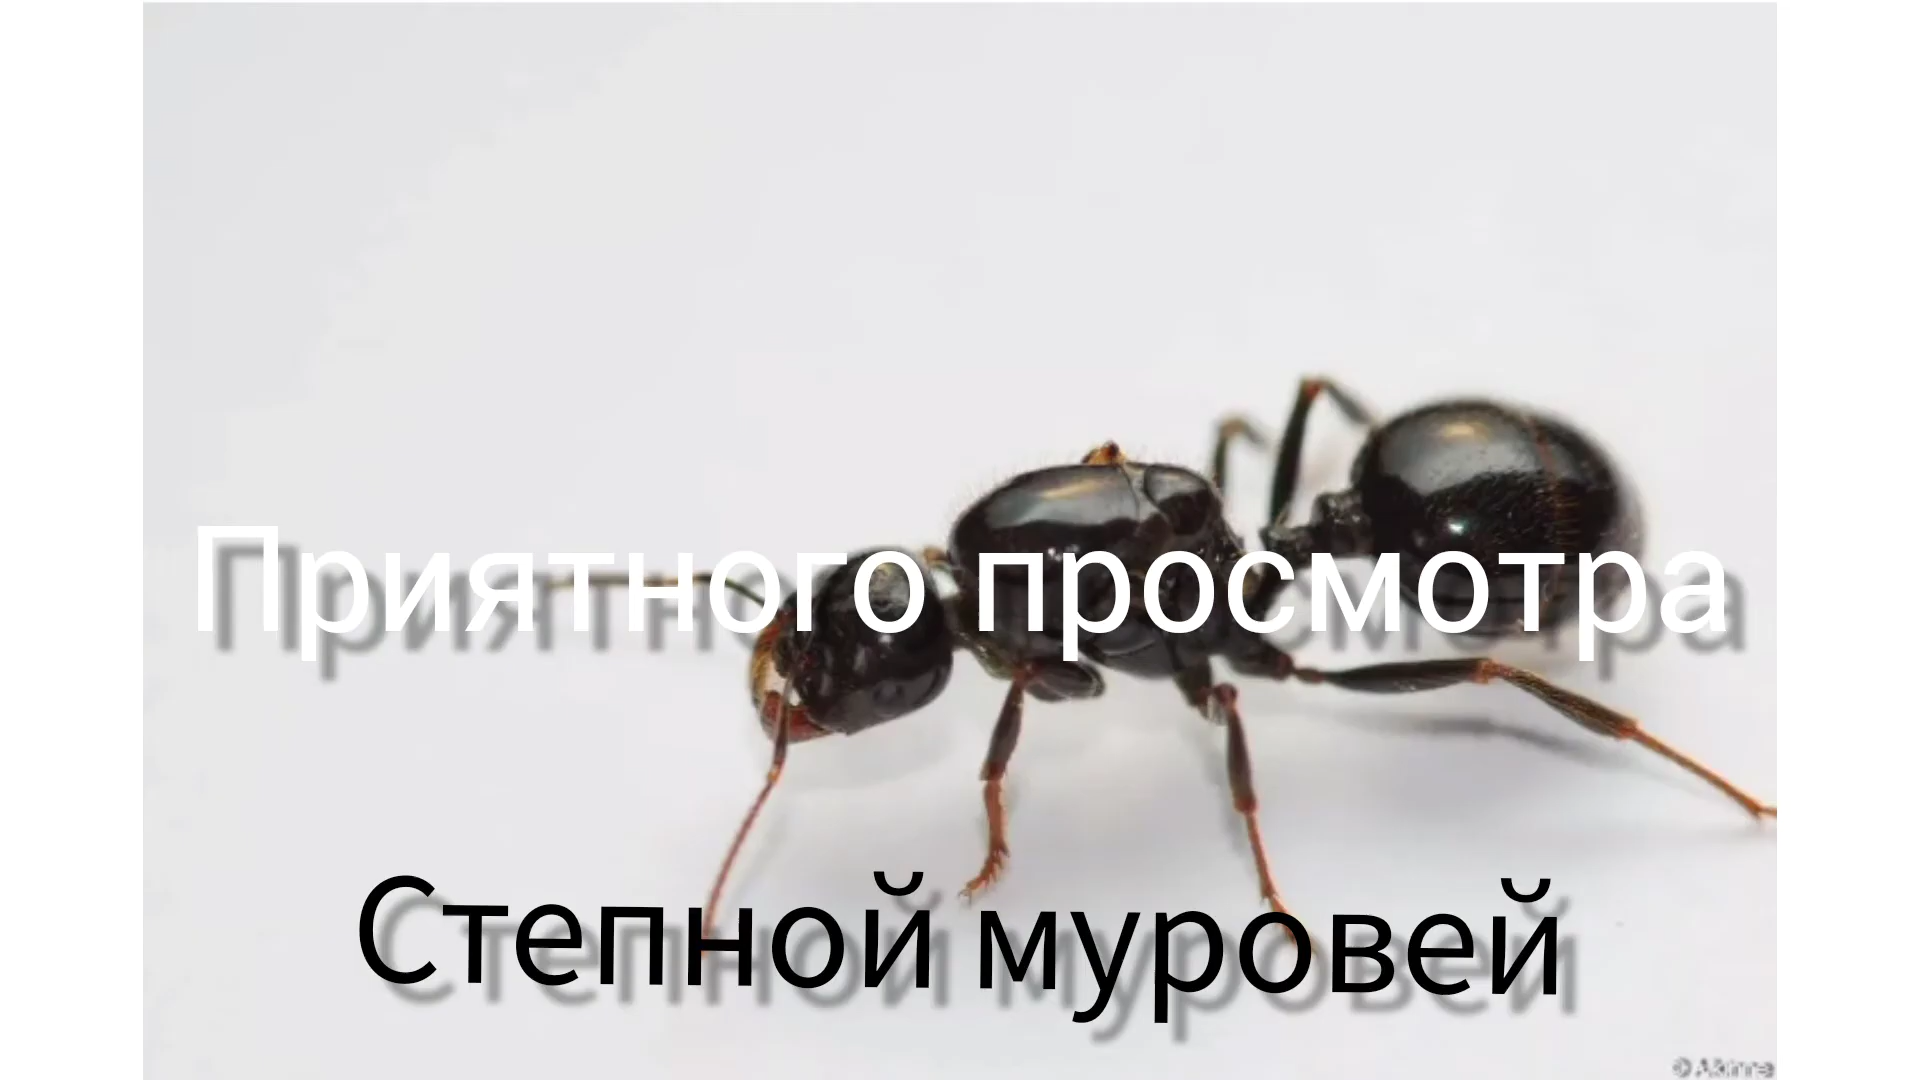 Приятного просмотра
Степной муровей